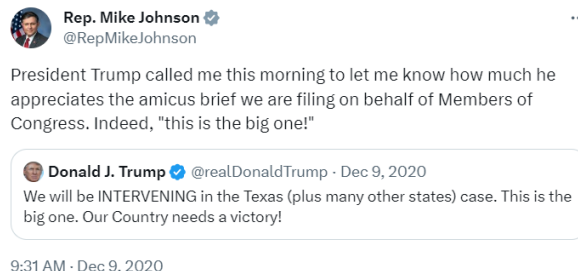 Rep. Mike Johnson
@RepMikeJohnson
President Trump called me this morning to let me know how much he
appreciates the amicus brief we are filing on behalf of Members of
Congress. Indeed, "this is the big one!"
Donald J. Trump @realDonaldTrump · Dec 9, 2020
We will be INTERVENING in the Texas (plus many other states) case. This is the
big one. Our Country needs a victory!
9:31 AM · Dec 9, 2020